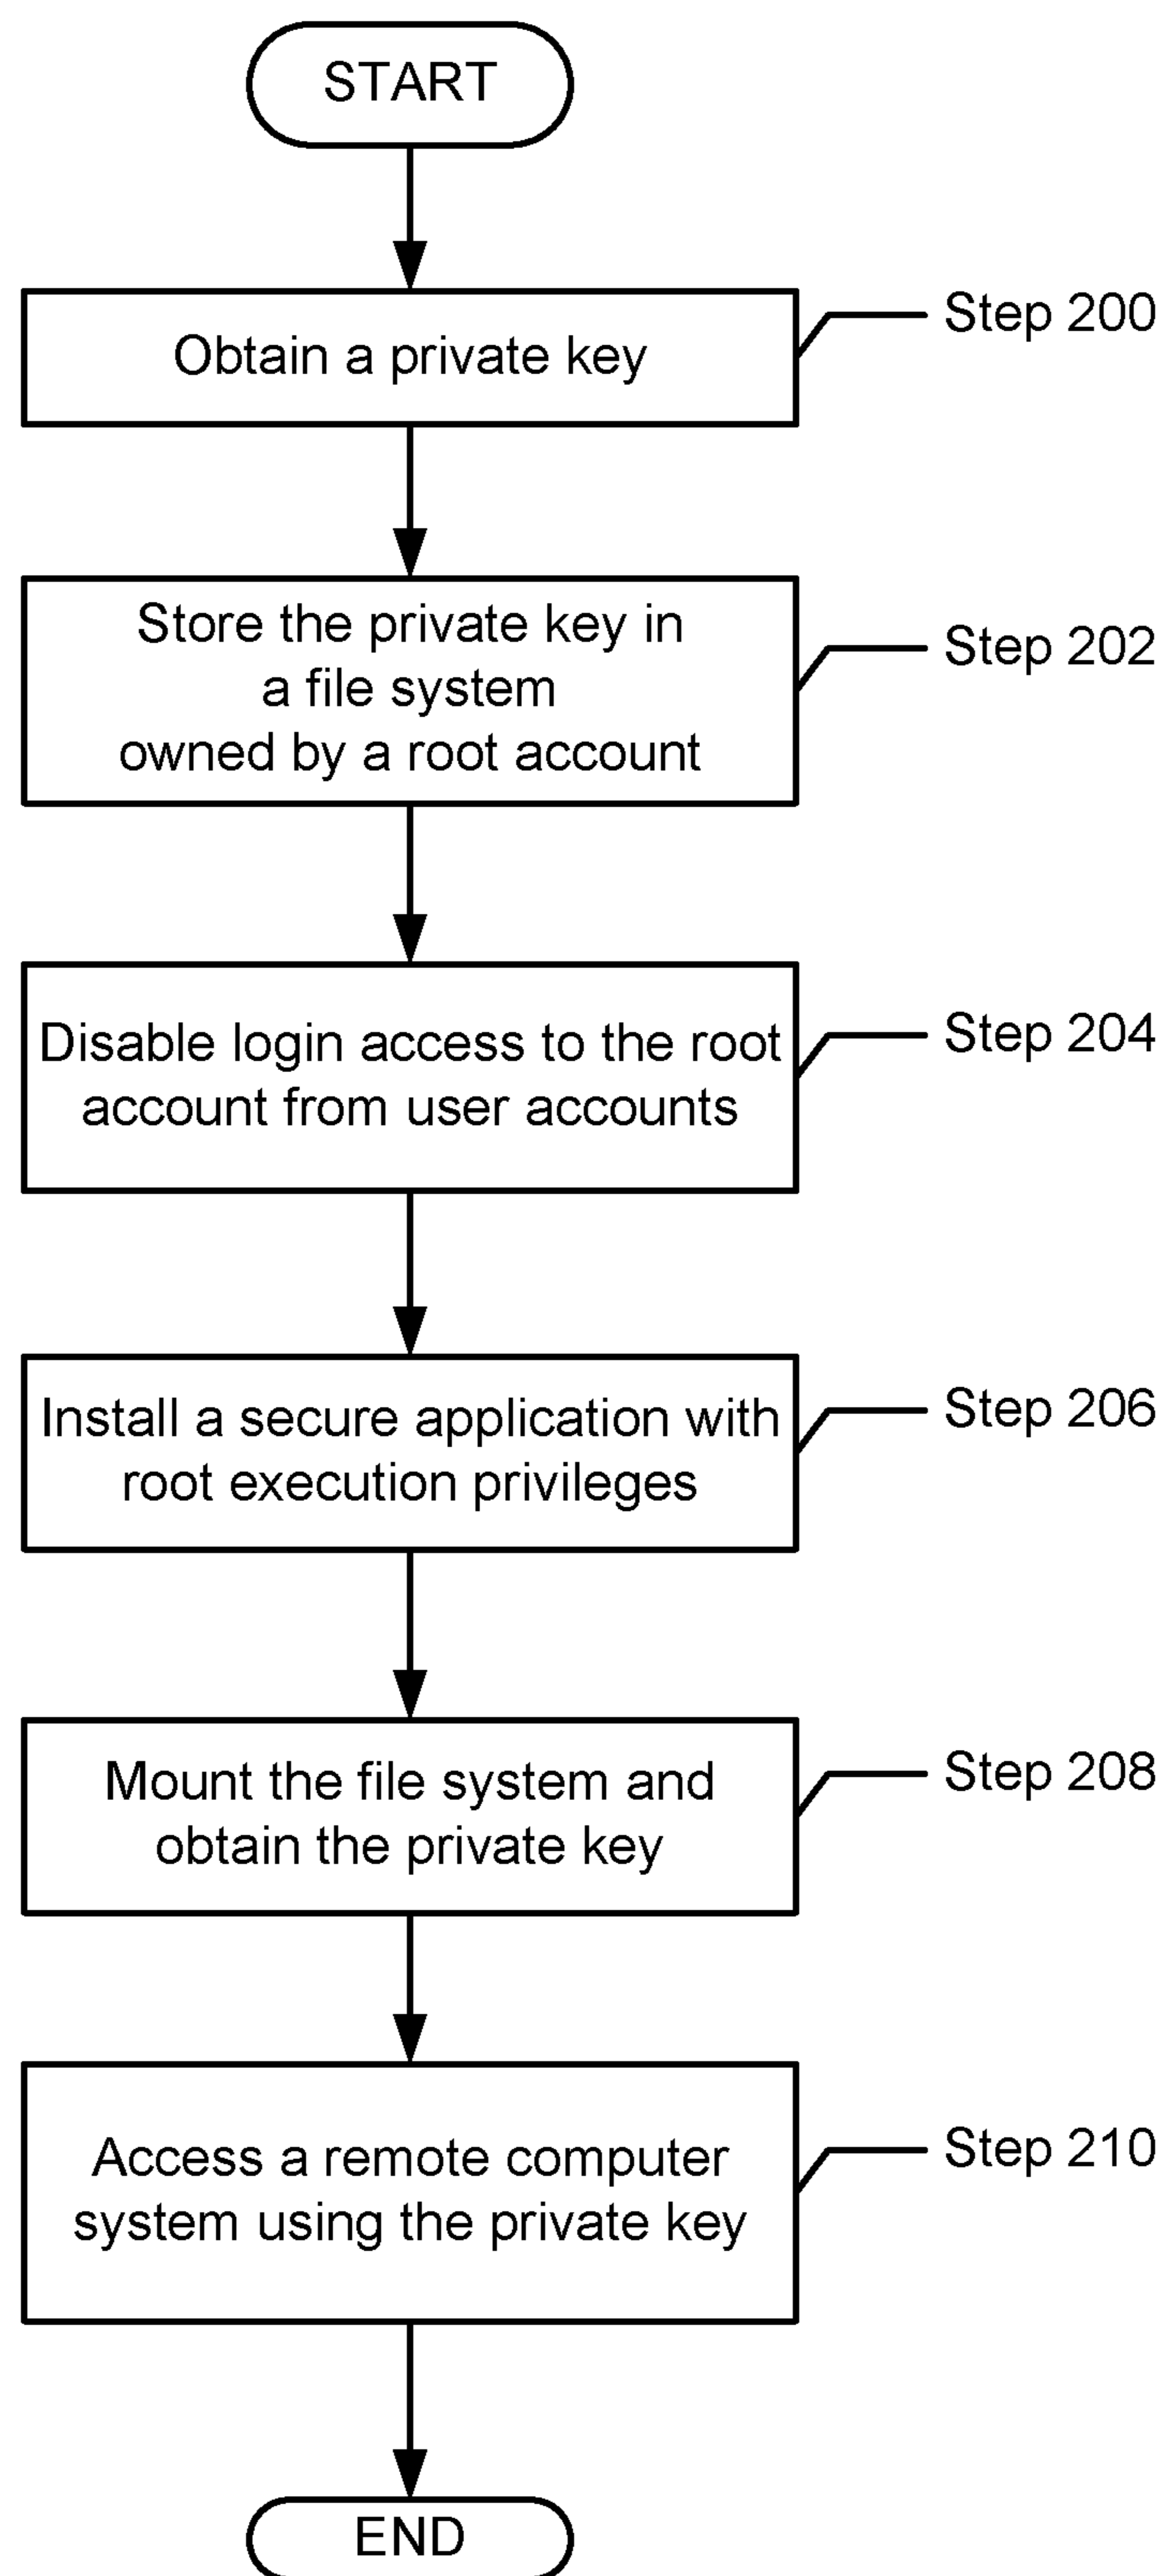 START
Obtain a private key
Step 200
Store the private key in
a file system
owned by a root account
Step 202
Disable login access to the root
account from user accounts
Step 204
Install a secure application with
root execution privileges
Step 206
Mount the file system and
obtain the private key
Step 208
Access a remote computer
system using the private key
Step 210
END